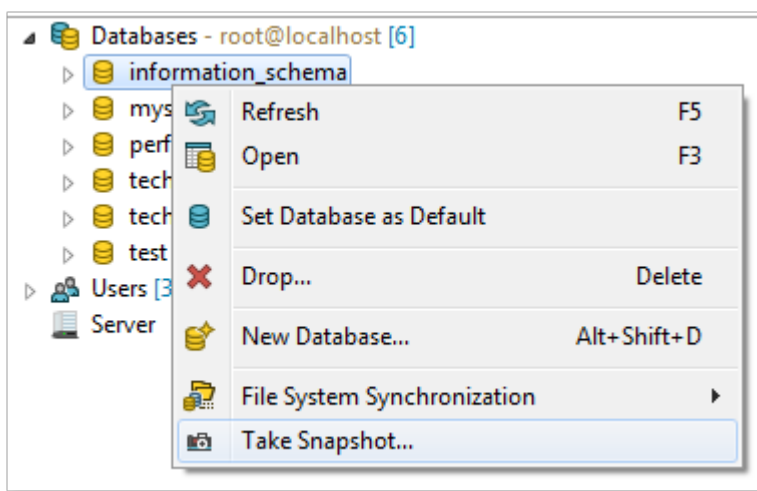 Databases - root@localhost [6]
information_schema
mys
perf
tech
tech
test
Users [3
Server
Refresh F5
Open F3
Set Database as Default
Drop... Delete
New Database... Alt+Shift+D
File System Synchronization
Take Snapshot...